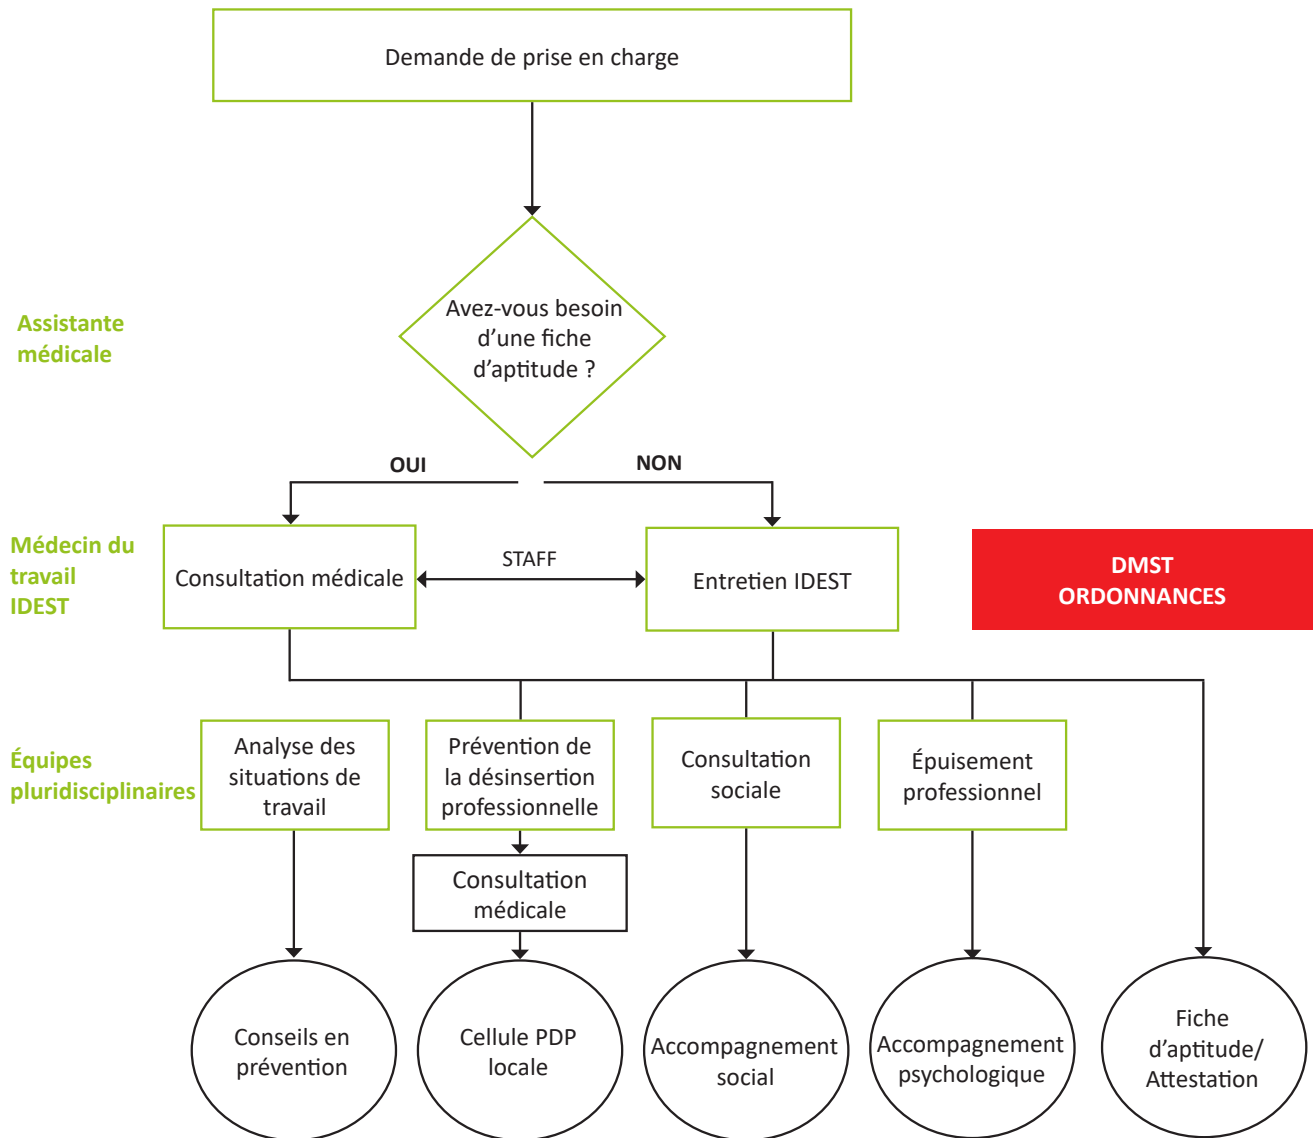 Demande de prise en charge
Assistante
médicale
Avez-vous besoin
d’une fiche
d’aptitude ?
OUI
NON
Médecin du
travail
IDEST
Consultation médicale
STAFF
Entretien IDEST
DMST
ORDONNANCES
Équipes
pluridisciplinaires
Analyse des
situations de
travail
Prévention de
la désinsertion
professionnelle
Consultation
sociale
Épuisement
professionnel
Consultation
médicale
Conseils en
prévention
Cellule PDP
locale
Accompagnement
social
Accompagnement
psychologique
Fiche
d’aptitude/
Attestation